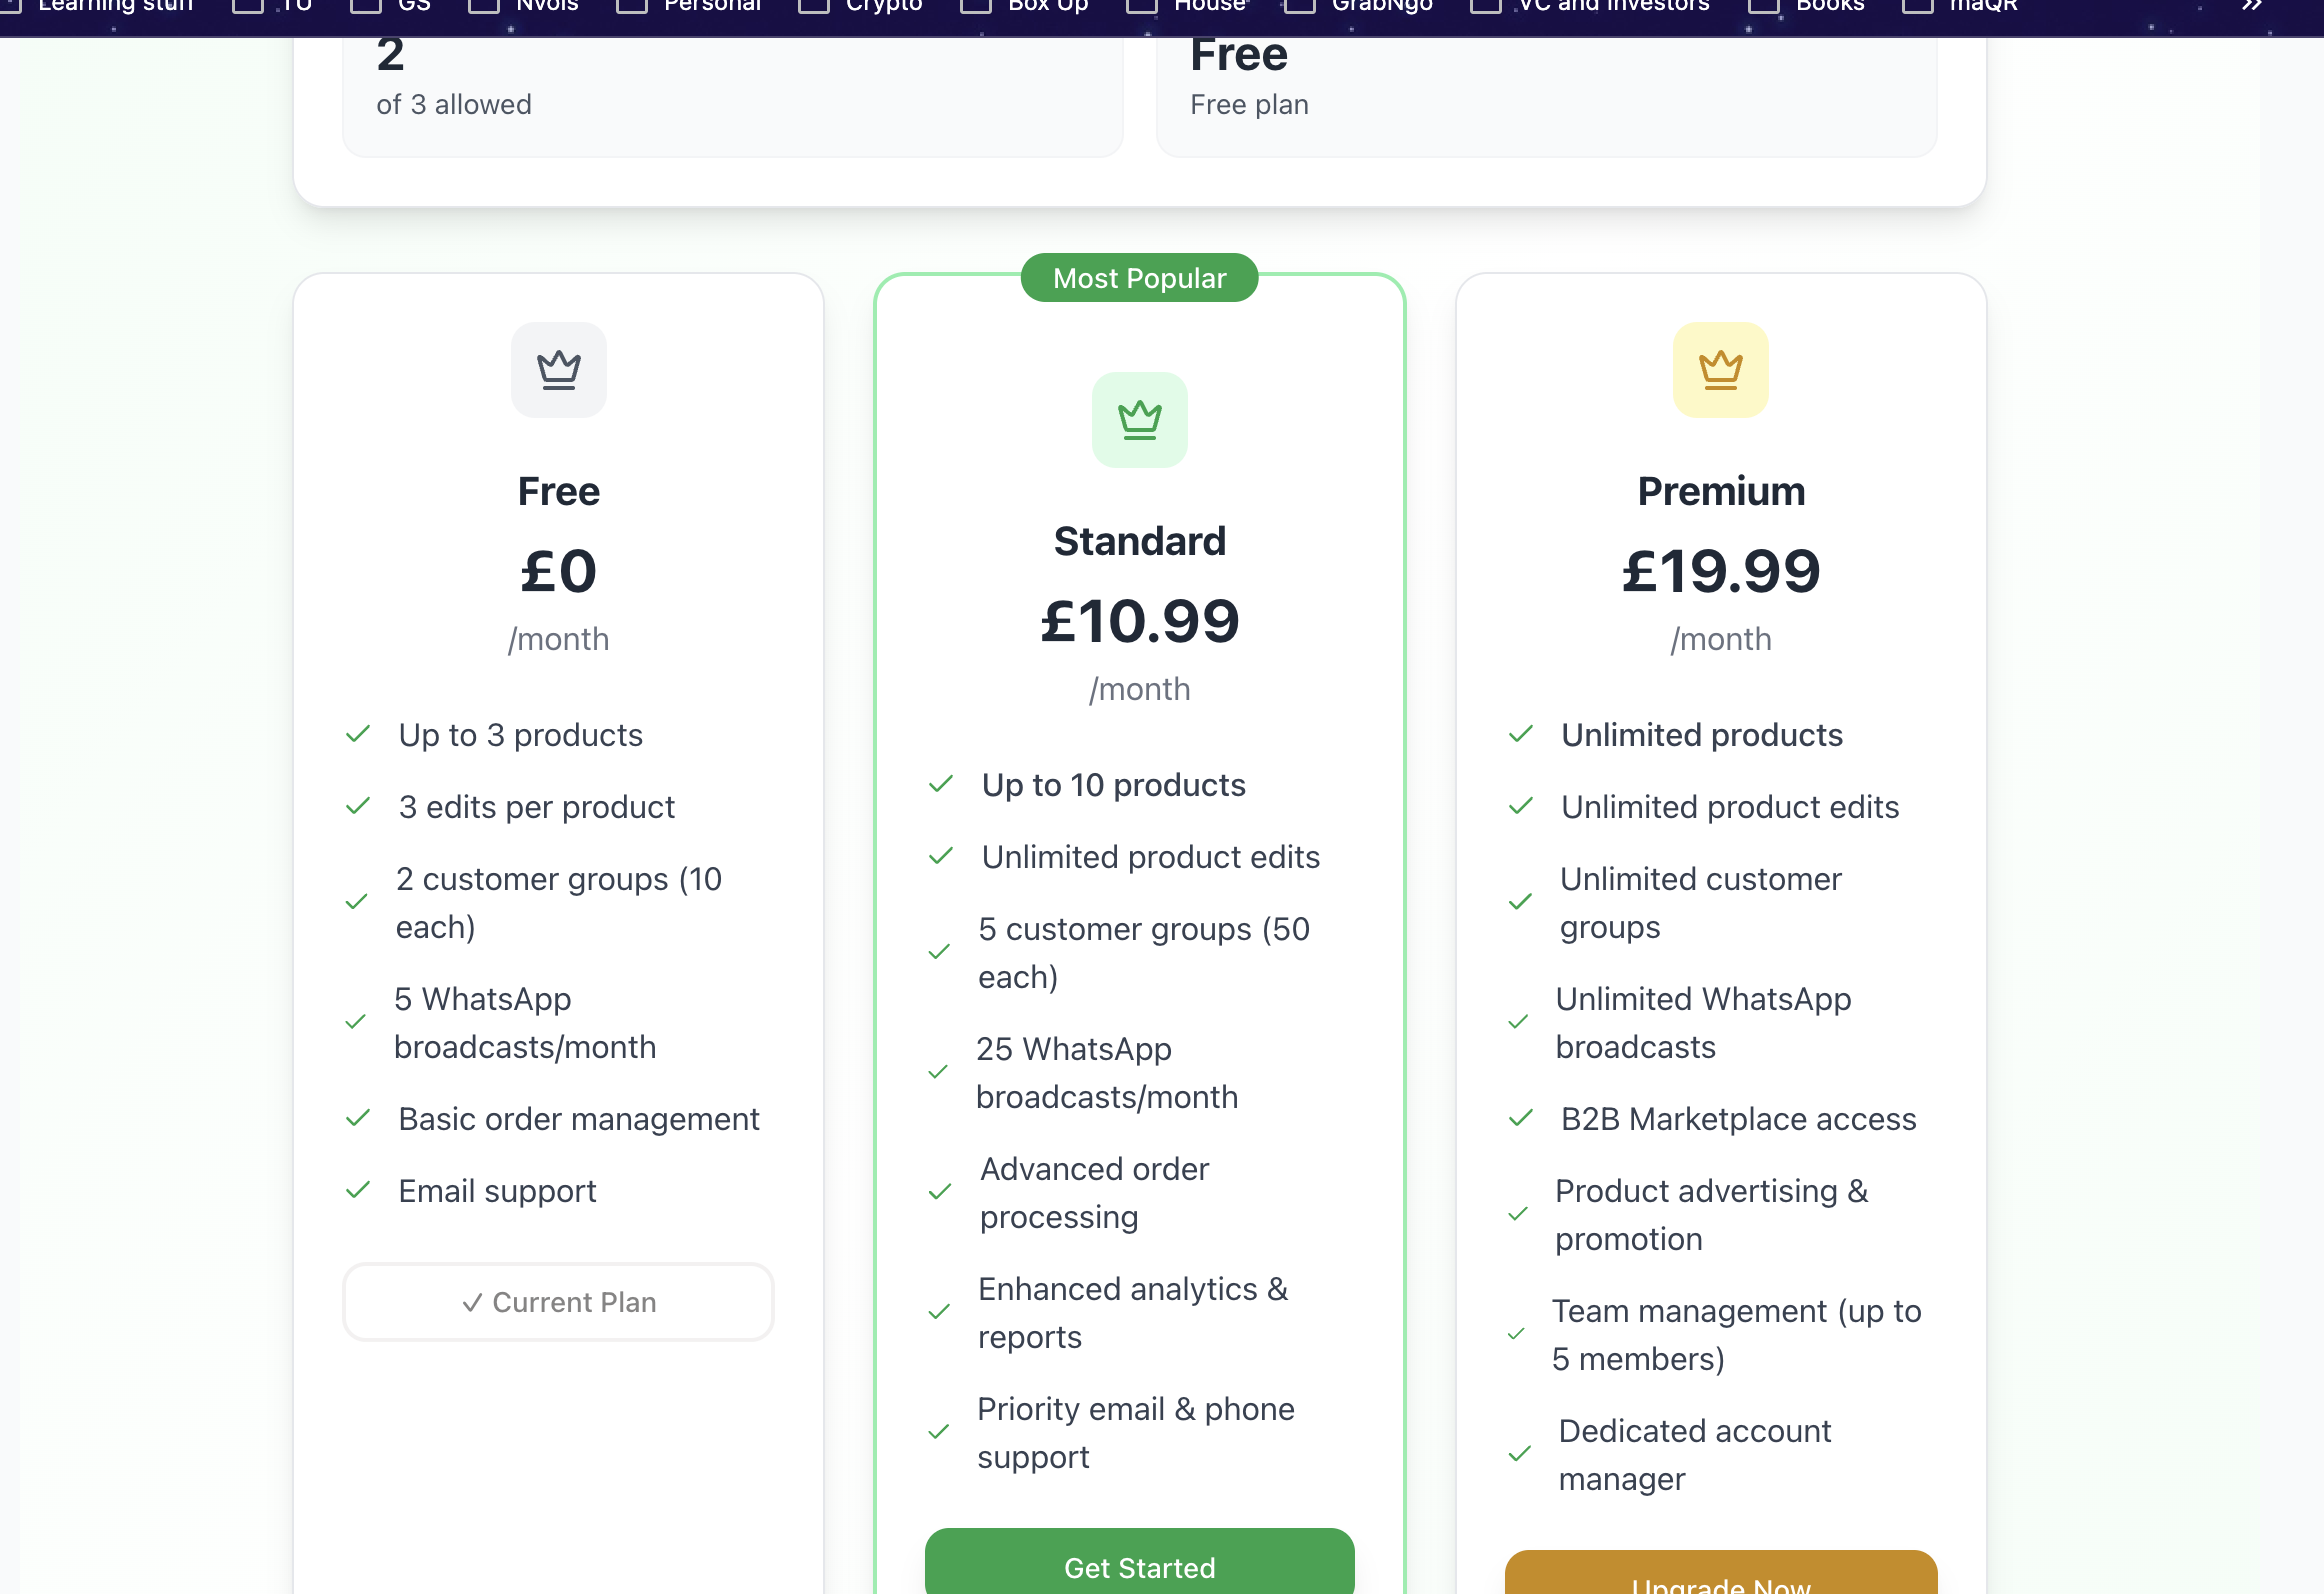 Learning stuff
TU
GS
Nvois
Personal
Crypto
Box Up
House
GrabNgo
VC and Investors
Books
maQR
»
2
of 3 allowed
Free
Free plan
Free
£0
/month
✓ Up to 3 products
✓ 3 edits per product
✓ 2 customer groups (10
each)
✓ 5 WhatsApp
broadcasts/month
✓ Basic order management
✓ Email support
✓ Current Plan
Most Popular
Standard
£10.99
/month
✓ Up to 10 products
✓ Unlimited product edits
✓ 5 customer groups (50
each)
✓ 25 WhatsApp
broadcasts/month
✓ Advanced order
processing
✓ Enhanced analytics &
reports
✓ Priority email & phone
support
Get Started
Premium
£19.99
/month
✓ Unlimited products
✓ Unlimited product edits
✓ Unlimited customer
groups
✓ Unlimited WhatsApp
broadcasts
✓ B2B Marketplace access
✓ Product advertising &
promotion
✓ Team management (up to
5 members)
✓ Dedicated account
manager
Upgrade Now